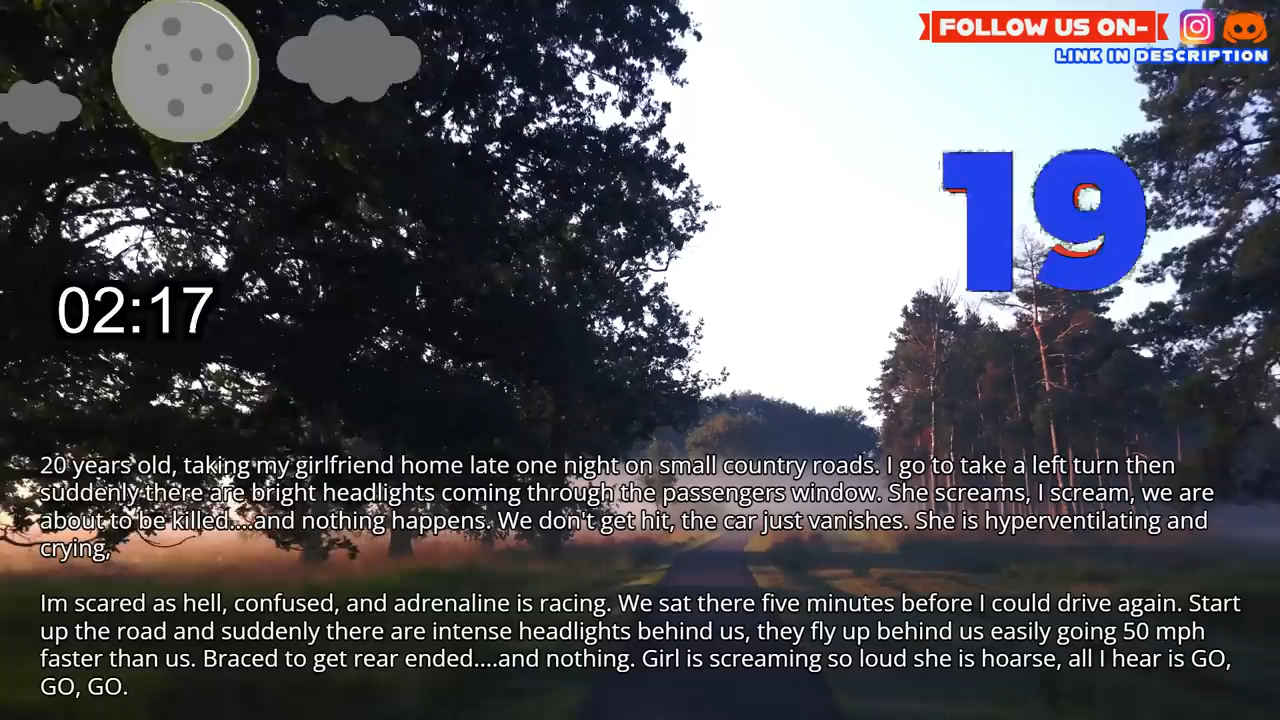 FOLLOW US ON-
LINK IN DESCRIPTION
19
02:17
20 years old, taking my girlfriend home late one night on small country roads. I go to take a left turn then
suddenly there are bright headlights coming through the passengers window. She screams, I scream, we are
about to be killed....and nothing happens. We don't get hit, the car just vanishes. She is hyperventilating and
crying,
Im scared as hell, confused, and adrenaline is racing. We sat there five minutes before I could drive again. Start
up the road and suddenly there are intense headlights behind us, they fly up behind us easily going 50 mph
faster than us. Braced to get rear ended....and nothing. Girl is screaming so loud she is hoarse, all I hear is GO,
GO, GO.